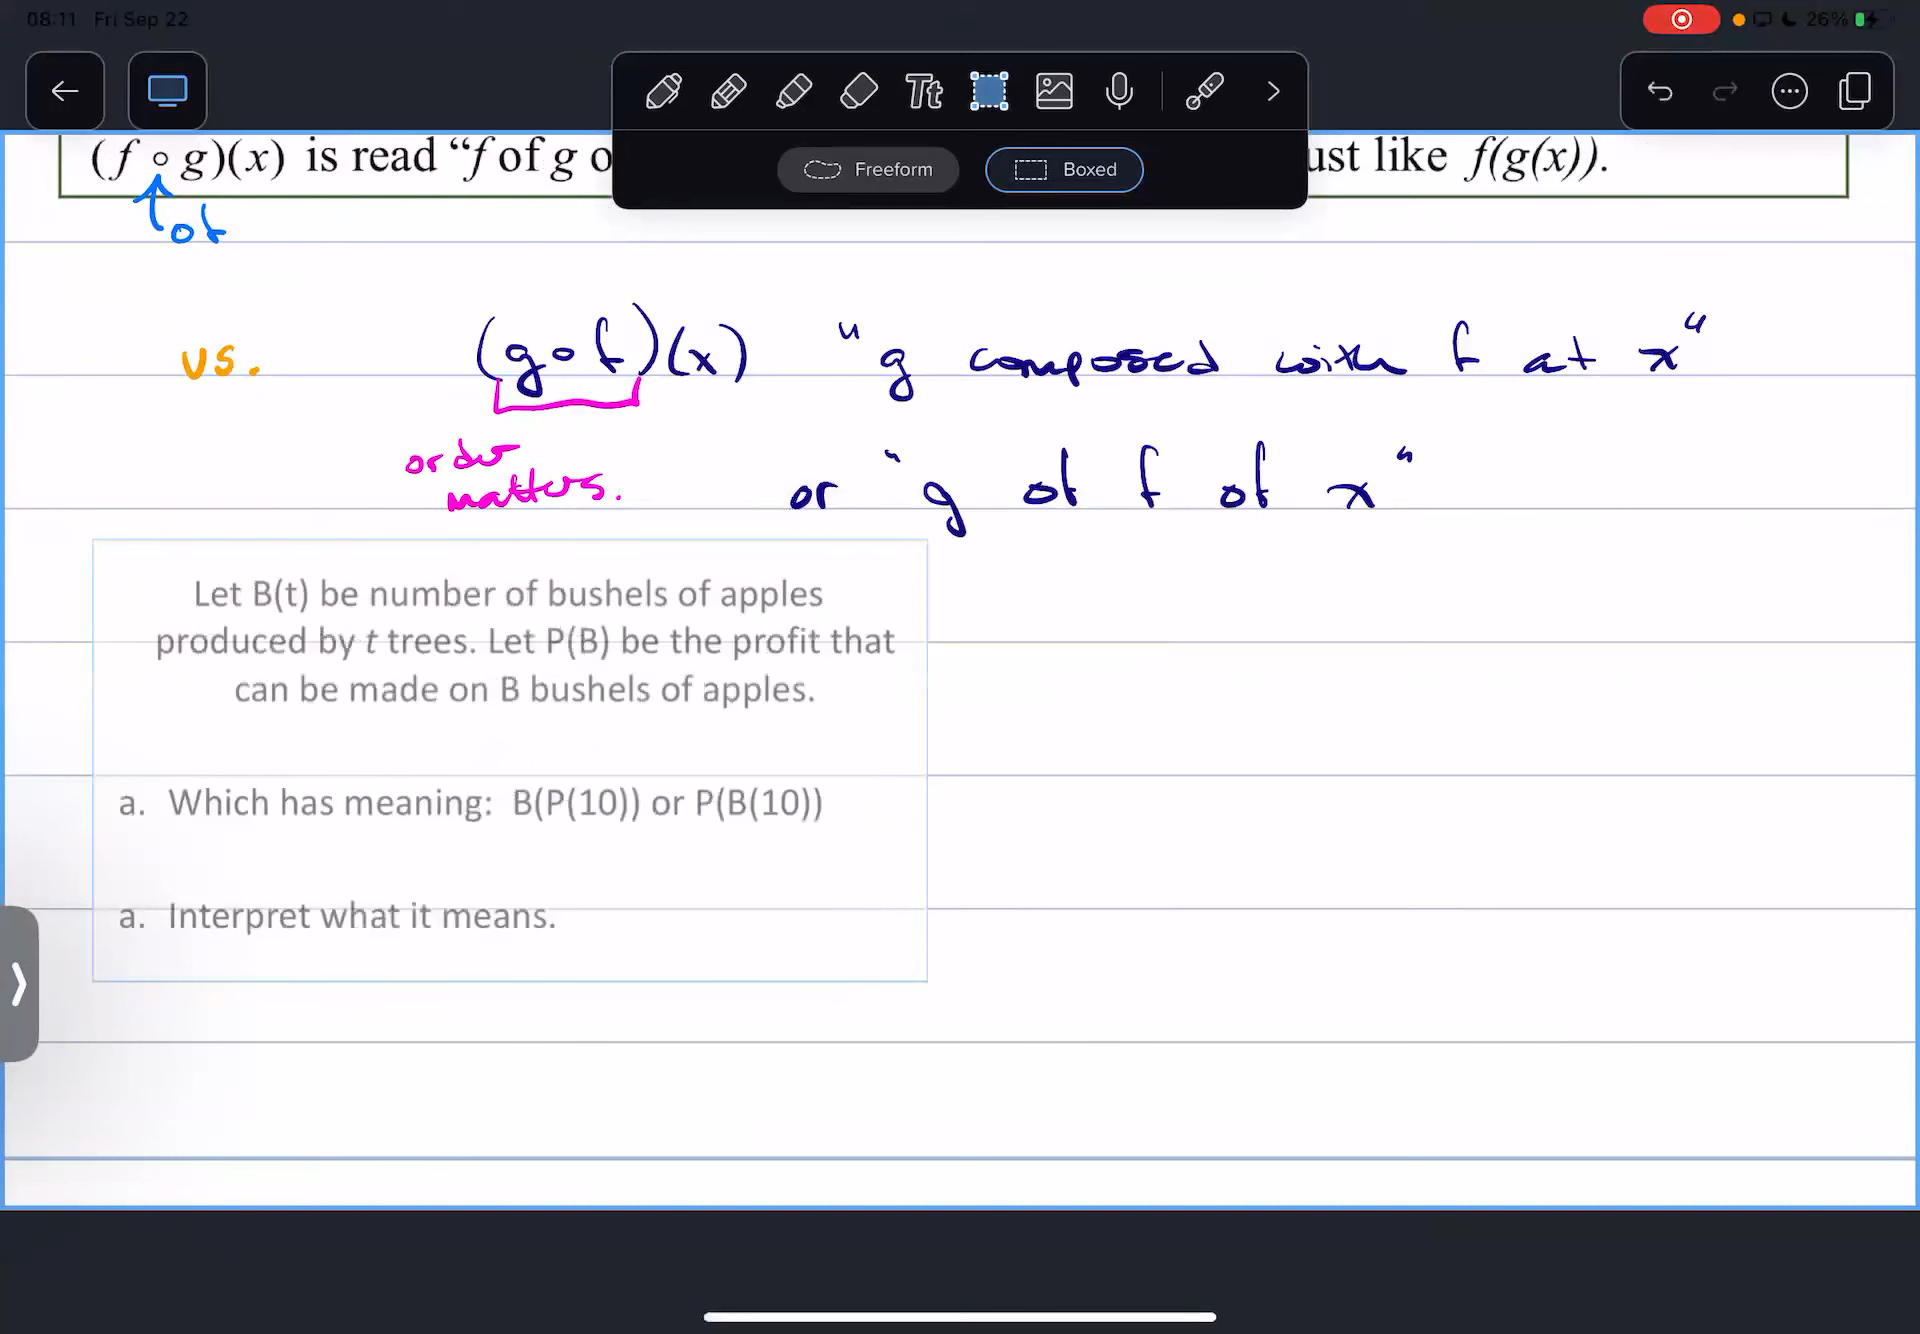 08:11 Fri Sep 22
26%
Tt
Freeform
Boxed
(f ∘ g)(x) is read “f of g o
ust like f(g(x)).
of
vs. (g∘f)(x) "g composed with f at x"
order
matters.
or "g of f of x"
Let B(t) be number of bushels of apples
produced by t trees. Let P(B) be the profit that
can be made on B bushels of apples.
a. Which has meaning: B(P(10)) or P(B(10))
a. Interpret what it means.